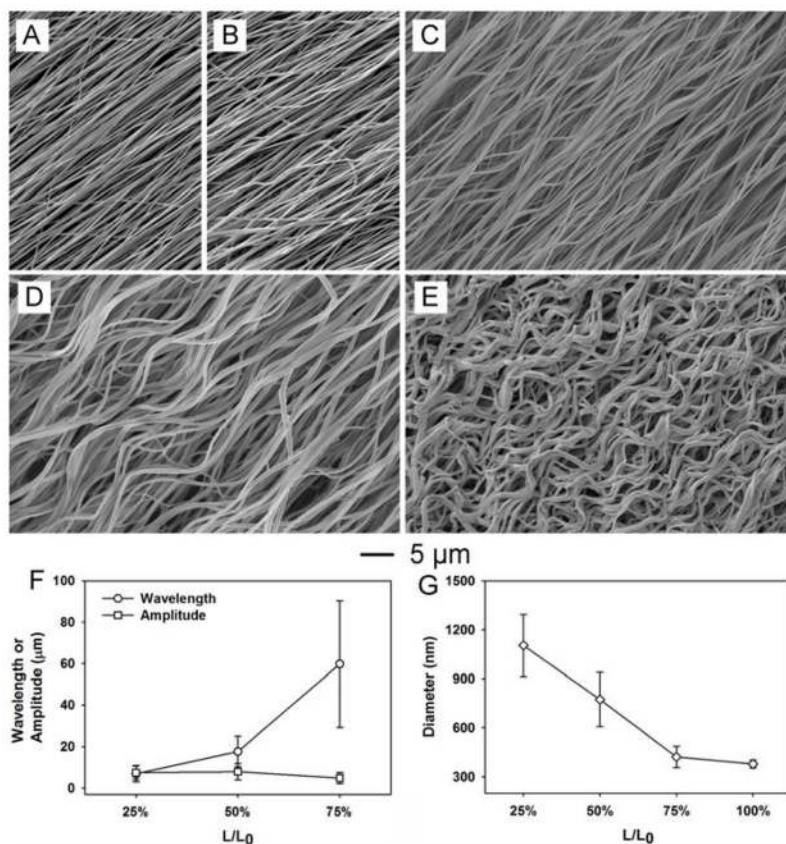 A
B
C
D
E
5 µm
F
100
80
60
40
20
0
Wavelength or
Amplitude (µm)
Wavelength
Amplitude
25%
50%
75%
L/L0
G
1500
1200
900
600
300
Diameter (nm)
25%
50%
75%
100%
L/L0